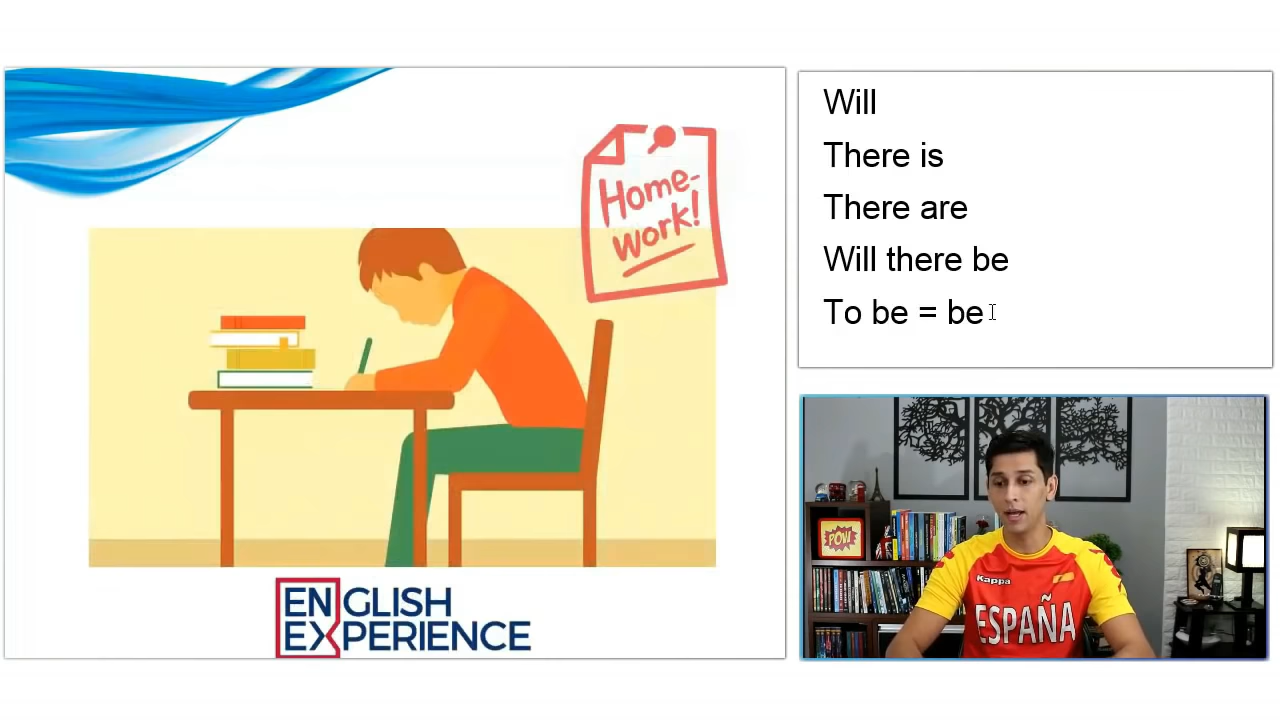 Home-
work!
ENGLISH
EXPERIENCE
Will
There is
There are
Will there be
To be = be
POW!
Kappa
ESPAÑA